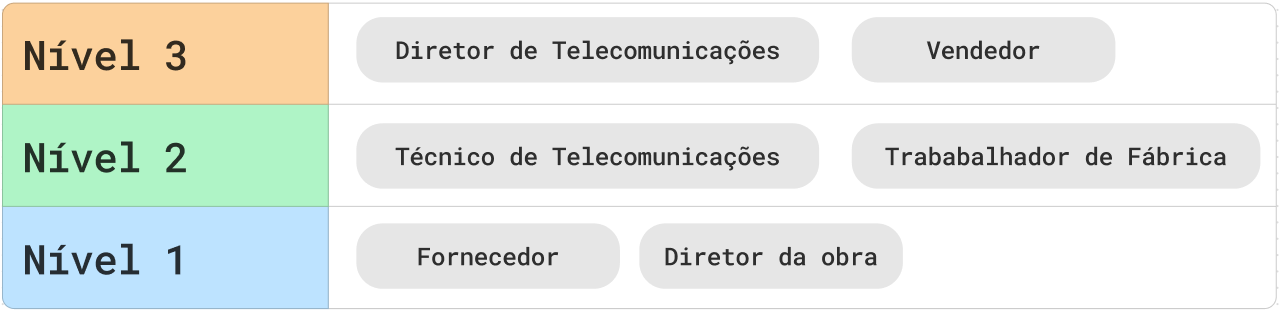 Nível 3
Diretor de Telecomunicações
Vendedor
Nível 2
Técnico de Telecomunicações
Trababalhador de Fábrica
Nível 1
Fornecedor
Diretor da obra